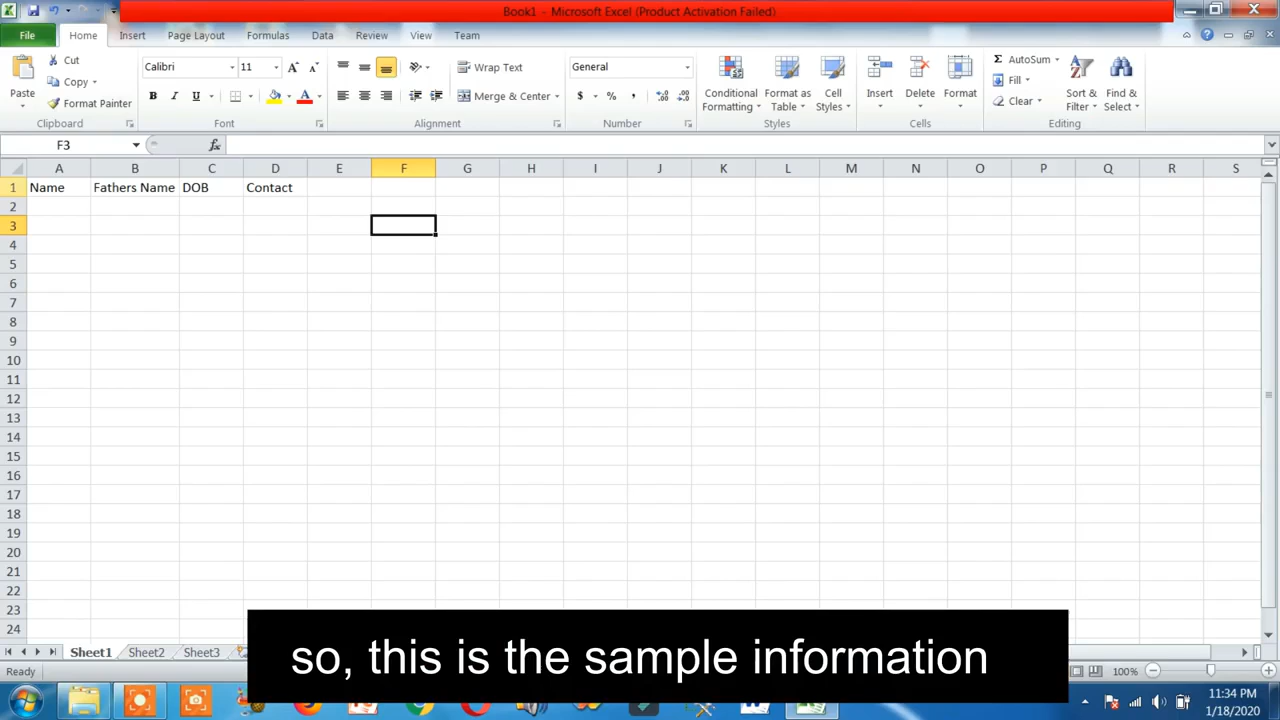 Book1 – Microsoft Excel (Product Activation Failed)
File Home Insert Page Layout Formulas Data Review View Team
Cut
Copy
Format Painter
Paste
Calibri 11
B I U
Wrap Text
Merge & Center
General
$ % ,
Conditional Formatting
Format as Table
Cell Styles
Insert
Delete
Format
AutoSum
Fill
Clear
Sort & Filter
Find & Select
Clipboard Font Alignment Number Styles Cells Editing
F3 fx
A B C D E F G H I J K L M N O P Q R S
1 Name Fathers Name DOB Contact
2
3
4
5
6
7
8
9
10
11
12
13
14
15
16
17
18
19
20
21
22
23
24
so, this is the sample information
Sheet1 Sheet2 Sheet3
Ready 100%
11:34 PM
1/18/2020